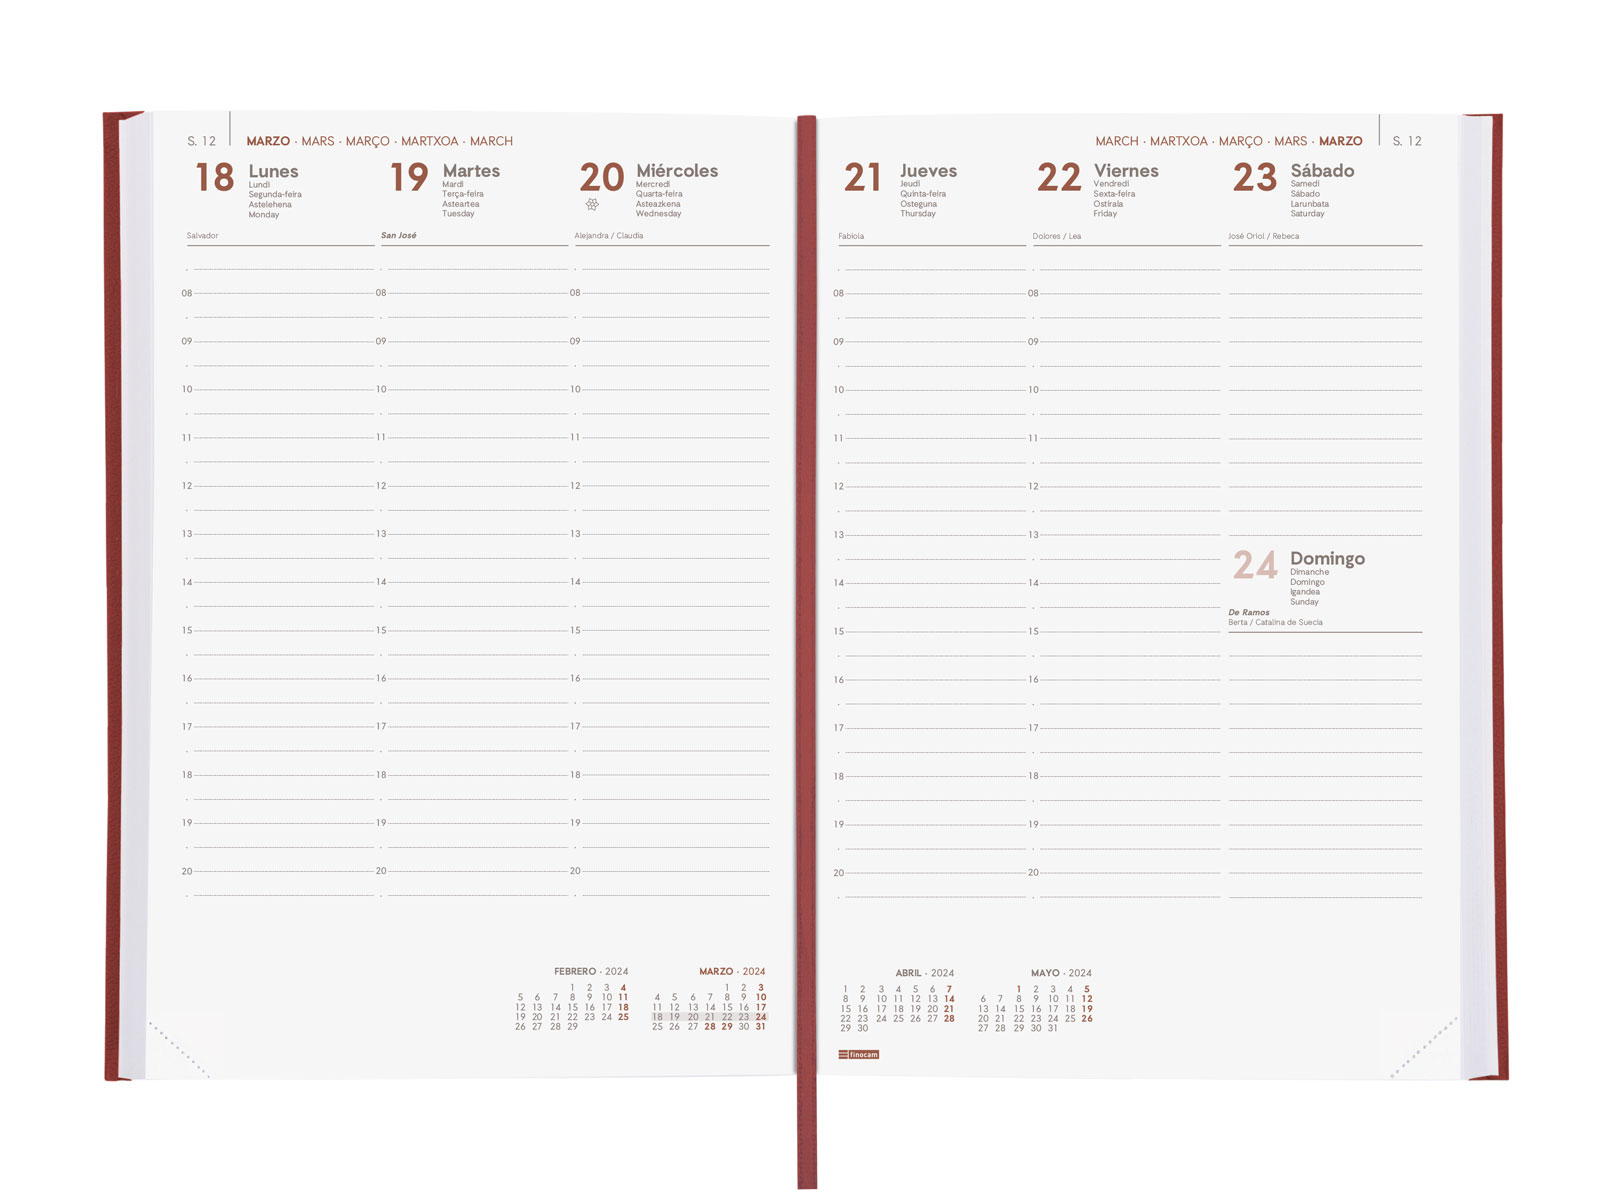 S. 12 MARZO · MARS · MARÇO · MARTXOA · MARCH
18 Lunes
Lundi
Segunda-feira
Astelehena
Monday
Salvador
19 Martes
Mardi
Terça-feira
Asteartea
Tuesday
San José
20 Miércoles
Mercredi
Quarta-feira
Asteazkena
Wednesday
Alejandra / Claudia
08 08 08
09 09 09
10 10 10
11 11 11
12 12 12
13 13 13
14 14 14
15 15 15
16 16 16
17 17 17
18 18 18
19 19 19
20 20 20
FEBRERO · 2024
1 2 3 4
5 6 7 8 9 10 11
12 13 14 15 16 17 18
19 20 21 22 23 24 25
26 27 28 29
MARZO · 2024
1 2 3
4 5 6 7 8 9 10
11 12 13 14 15 16 17
18 19 20 21 22 23 24
25 26 27 28 29 30 31
MARCH · MARTXOA · MARÇO · MARS · MARZO S. 12
21 Jueves
Jeudi
Quinta-feira
Osteguna
Thursday
Fabiola
22 Viernes
Vendredi
Sexta-feira
Ostirala
Friday
Dolores / Lea
23 Sábado
Samedi
Sábado
Larunbata
Saturday
José Oriol / Rebeca
08 08
09 09
10 10
11 11
12 12
13 13
14 14
15 15
16 16
17 17
18 18
19 19
20 20
24 Domingo
Dimanche
Domingo
Igandea
Sunday
De Ramos
Berta / Catalina de Suecia
ABRIL · 2024
1 2 3 4 5 6 7
8 9 10 11 12 13 14
15 16 17 18 19 20 21
22 23 24 25 26 27 28
29 30
MAYO · 2024
1 2 3 4 5
6 7 8 9 10 11 12
13 14 15 16 17 18 19
20 21 22 23 24 25 26
27 28 29 30 31
finocam